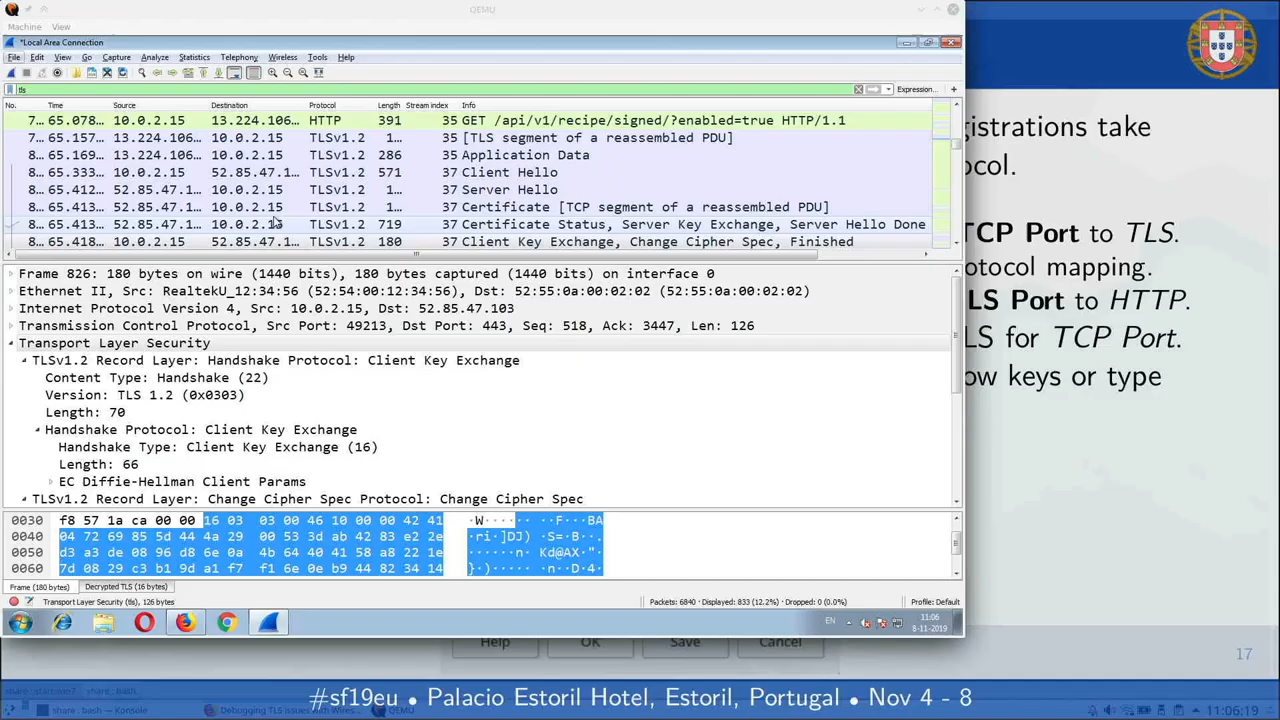 QEMU
Machine View
*Local Area Connection
File Edit View Go Capture Analyze Statistics Telephony Wireless Tools Help
tls Expression... +
No. Time Source Destination Protocol Length Stream index Info
7... 65.078... 10.0.2.15 13.224.106... HTTP 391 35 GET /api/v1/recipe/signed/?enabled=true HTTP/1.1
7... 65.157... 13.224.106... 10.0.2.15 TLSv1.2 1... 35 [TLS segment of a reassembled PDU]
8... 65.169... 13.224.106... 10.0.2.15 TLSv1.2 286 35 Application Data
8... 65.333... 10.0.2.15 52.85.47.1... TLSv1.2 571 37 Client Hello
8... 65.412... 52.85.47.1... 10.0.2.15 TLSv1.2 1... 37 Server Hello
8... 65.413... 52.85.47.1... 10.0.2.15 TLSv1.2 1... 37 Certificate [TCP segment of a reassembled PDU]
8... 65.413... 52.85.47.1... 10.0.2.15 TLSv1.2 719 37 Certificate Status, Server Key Exchange, Server Hello Done
8... 65.418... 10.0.2.15 52.85.47.1... TLSv1.2 180 37 Client Key Exchange, Change Cipher Spec, Finished
Frame 826: 180 bytes on wire (1440 bits), 180 bytes captured (1440 bits) on interface 0
Ethernet II, Src: RealtekU_12:34:56 (52:54:00:12:34:56), Dst: 52:55:0a:00:02:02 (52:55:0a:00:02:02)
Internet Protocol Version 4, Src: 10.0.2.15, Dst: 52.85.47.103
Transmission Control Protocol, Src Port: 49213, Dst Port: 443, Seq: 518, Ack: 3447, Len: 126
Transport Layer Security
TLSv1.2 Record Layer: Handshake Protocol: Client Key Exchange
Content Type: Handshake (22)
Version: TLS 1.2 (0x0303)
Length: 70
Handshake Protocol: Client Key Exchange
Handshake Type: Client Key Exchange (16)
Length: 66
EC Diffie-Hellman Client Params
TLSv1.2 Record Layer: Change Cipher Spec Protocol: Change Cipher Spec
0030 f8 57 1a ca 00 00 16 03 03 00 46 10 00 00 42 41 ·W···· ·· ··F···BA
0040 04 72 69 85 5d 44 4a 29 00 53 3d ab 42 83 e2 2e ·ri·]DJ) ·S=·B··.
0050 d3 a3 de 08 96 d8 6e 0a 4b 64 40 41 58 a8 22 1e ······n· Kd@AX·"·
0060 7d 08 29 c3 b1 9d a1 f7 f1 6e 0e b9 44 82 34 14 }·)····· ·n··D·4·
Frame (180 bytes) Decrypted TLS (16 bytes)
Transport Layer Security (tls), 126 bytes Packets: 6840 · Displayed: 833 (12.2%) · Dropped: 0 (0.0%) Profile: Default
EN 11:06
8-11-2019
gistrations take
ocol.
TCP Port to TLS.
otocol mapping.
LS Port to HTTP.
LS for TCP Port.
ow keys or type
Help OK Save Cancel
17
#sf19eu • Palacio Estoril Hotel, Estoril, Portugal • Nov 4 - 8
share : bash — Konsole Debugging TLS issues with Wires... QEMU 11:06:19